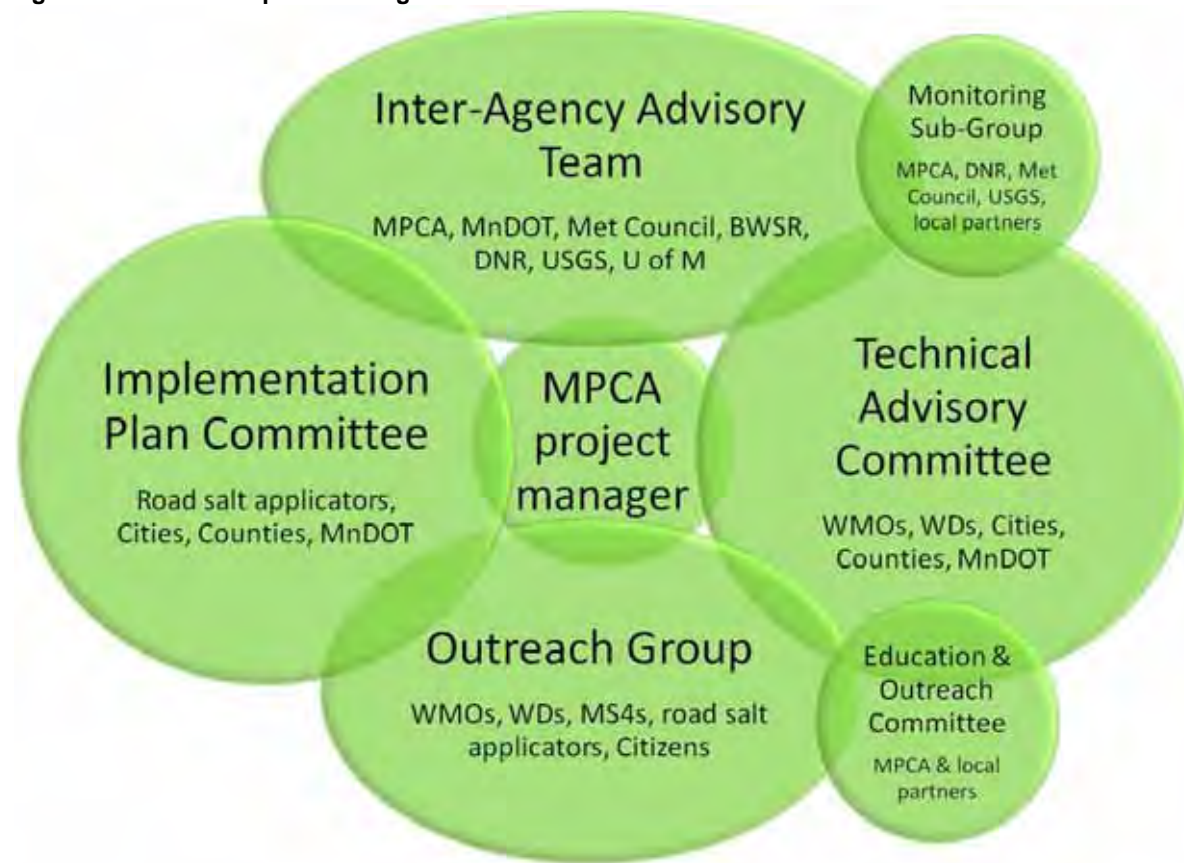 Inter-Agency Advisory
Team
MPCA, MnDOT, Met Council, BWSR,
DNR, USGS, U of M
Monitoring
Sub-Group
MPCA, DNR, Met
Council, USGS,
local partners
Implementation
Plan Committee
Road salt applicators,
Cities, Counties, MnDOT
MPCA
project
manager
Technical
Advisory
Committee
WMOs, WDs, Cities,
Counties, MnDOT
Outreach Group
WMOs, WDs, MS4s, road salt
applicators, Citizens
Education &
Outreach
Committee
MPCA & local
partners